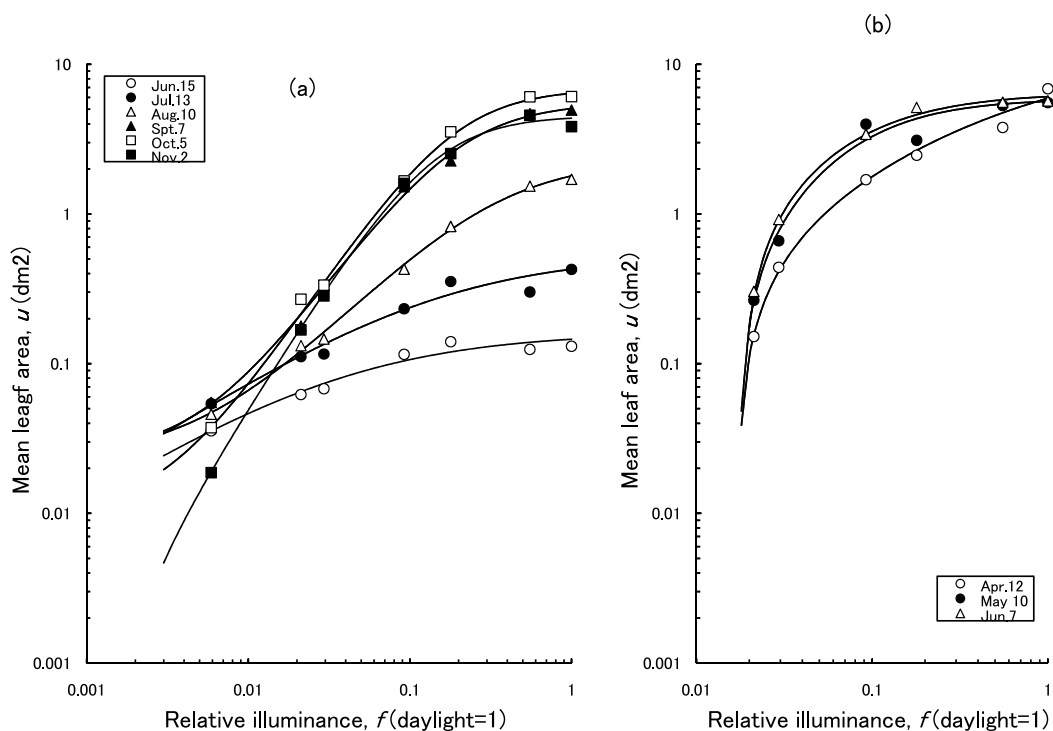 (b)
(a)
Jun.15
Jul.13
Aug.10
Spt.7
Oct.5
Nov.2
10
1
0.1
0.01
0.001
Mean leagf area, u (dm2)
0.001
0.01
0.1
1
Relative illuminance, f (daylight=1)
10
1
0.1
0.01
0.001
Mean leaf area, u (dm2)
Apr.12
May 10
Jun.7
0.01
0.1
1
Relative illuminance, f (daylight=1)